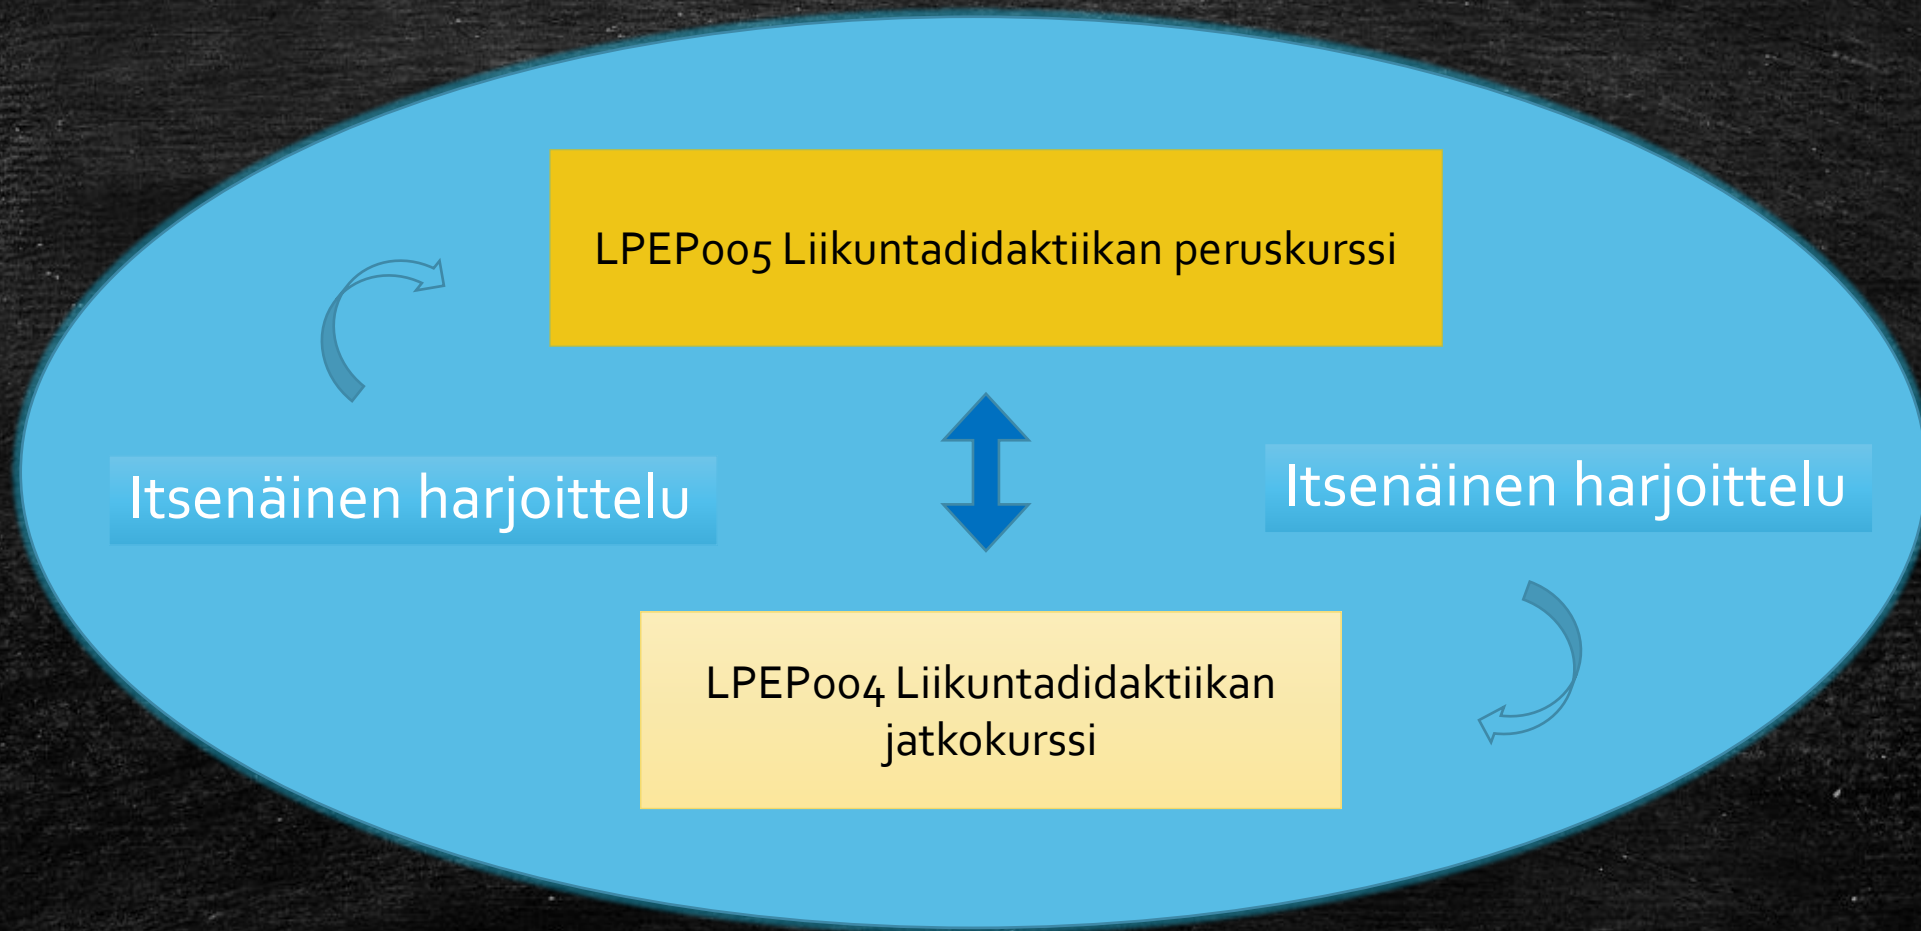 LPEP005 Liikuntadidaktiikan peruskurssi
Itsenäinen harjoittelu
Itsenäinen harjoittelu
LPEP004 Liikuntadidaktiikan
jatkokurssi